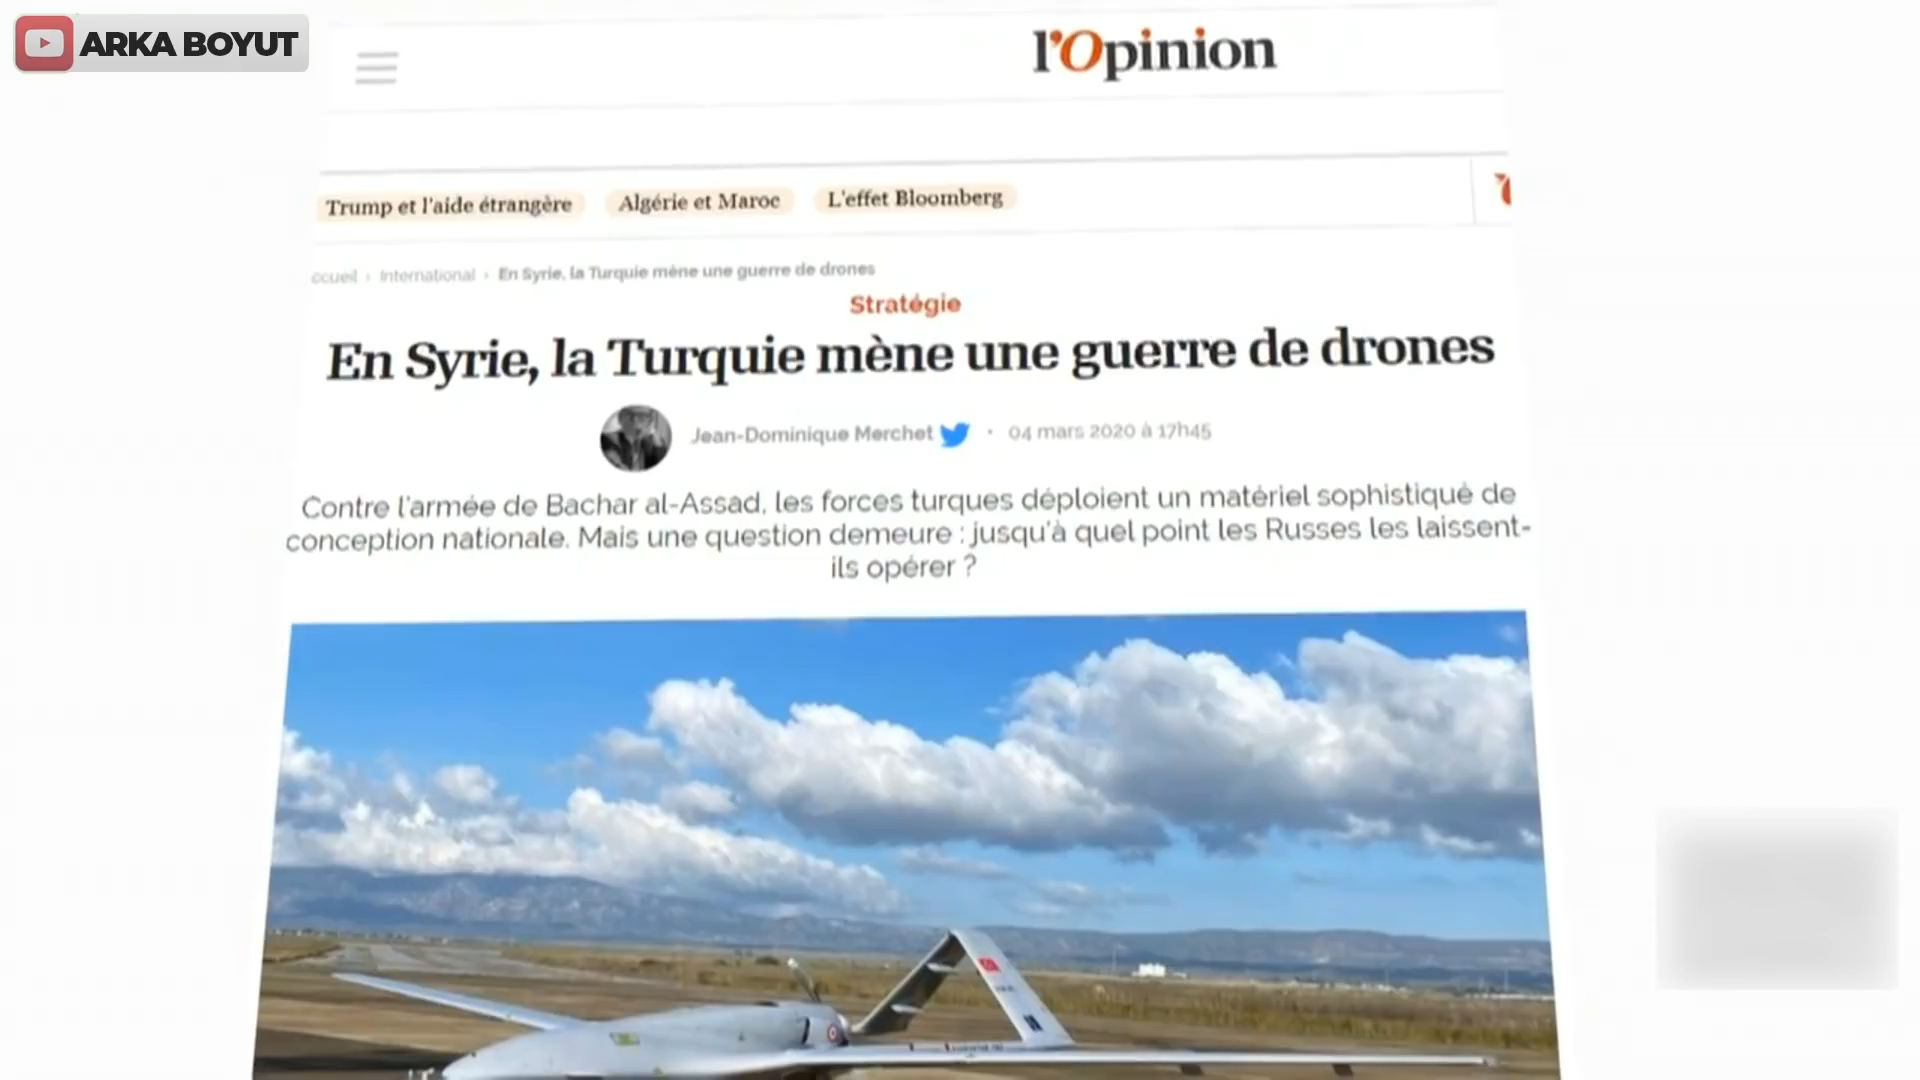 ARKA BOYUT
l'Opinion
Trump et l'aide étrangère
Algérie et Maroc
L'effet Bloomberg
ccueil › International › En Syrie, la Turquie mène une guerre de drones
Stratégie
En Syrie, la Turquie mène une guerre de drones
Jean-Dominique Merchet • 04 mars 2020 à 17h45
Contre l'armée de Bachar al-Assad, les forces turques déploient un matériel sophistiqué de
conception nationale. Mais une question demeure : jusqu'à quel point les Russes les laissent-
ils opérer ?